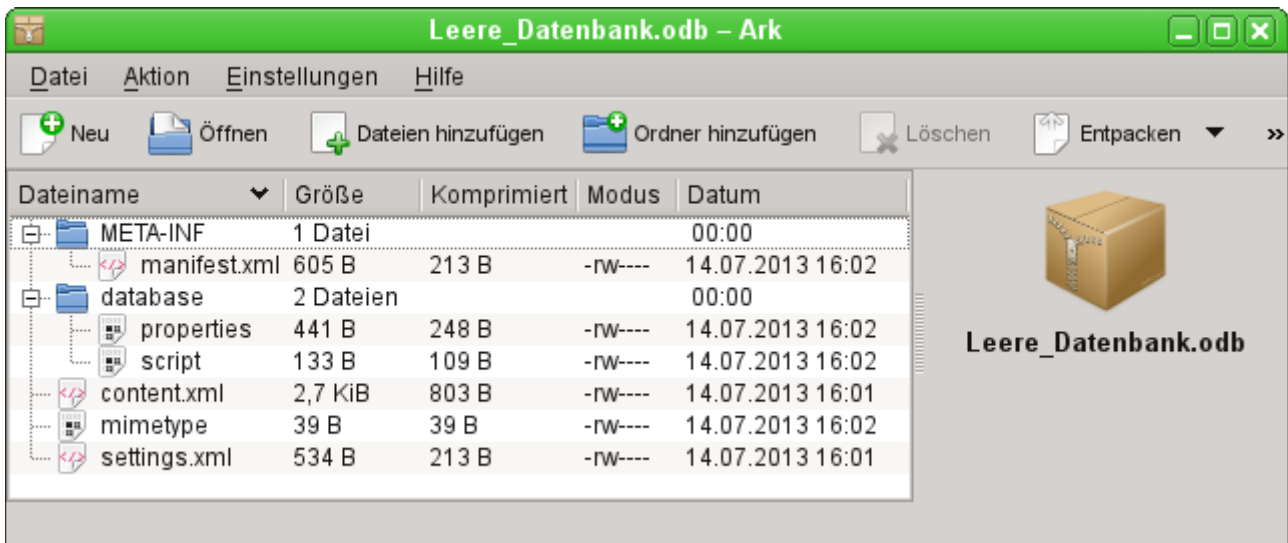 Leere_Datenbank.odb – Ark
Datei Aktion Einstellungen Hilfe
Neu Öffnen Dateien hinzufügen Ordner hinzufügen Löschen Entpacken »
Dateiname Größe Komprimiert Modus Datum
META-INF 1 Datei 00:00
manifest.xml 605 B 213 B -rw---- 14.07.2013 16:02
database 2 Dateien 00:00
properties 441 B 248 B -rw---- 14.07.2013 16:02
script 133 B 109 B -rw---- 14.07.2013 16:02
content.xml 2,7 KiB 803 B -rw---- 14.07.2013 16:01
mimetype 39 B 39 B -rw---- 14.07.2013 16:02
settings.xml 534 B 213 B -rw---- 14.07.2013 16:01
Leere_Datenbank.odb